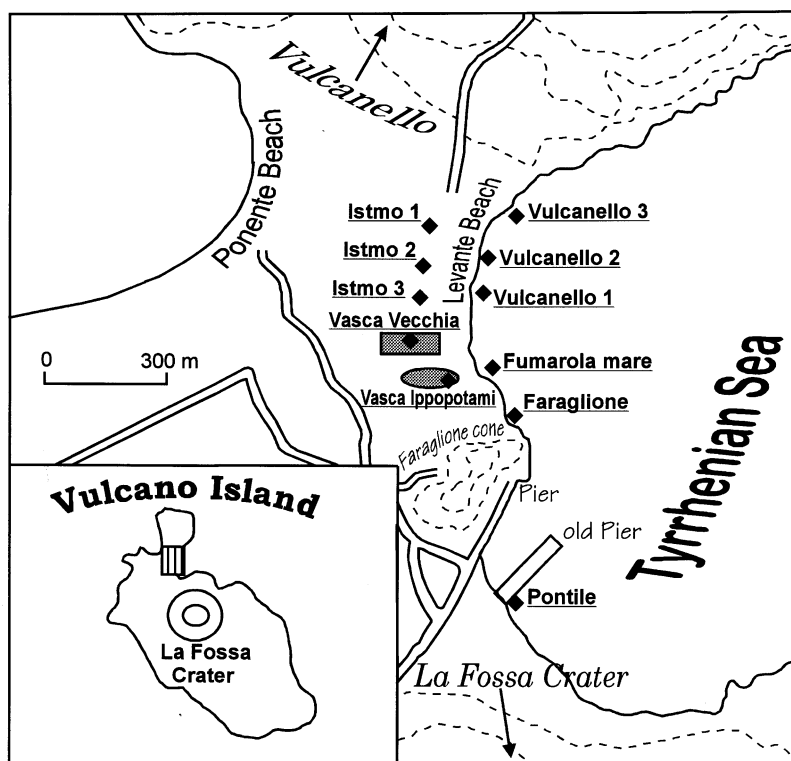 Vulcanello
Ponente Beach
Levante Beach
Istmo 1
Vulcanello 3
Istmo 2
Vulcanello 2
Istmo 3
Vulcanello 1
Vasca Vecchia
0 300 m
Fumarola mare
Vasca Ippopotami
Faraglione
Faraglione cone
Tyrrhenian Sea
Vulcano Island
Pier
old Pier
Pontile
La Fossa
Crater
La Fossa Crater